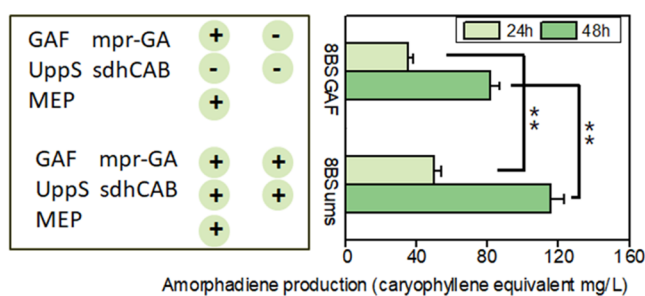 GAF mpr-GA + -
UppS sdhCAB - -
MEP +
GAF mpr-GA + +
UppS sdhCAB + +
MEP +
24h 48h
8BSGAF
8BSums
**
**
0 40 80 120 160
Amorphadiene production (caryophyllene equivalent mg/L)